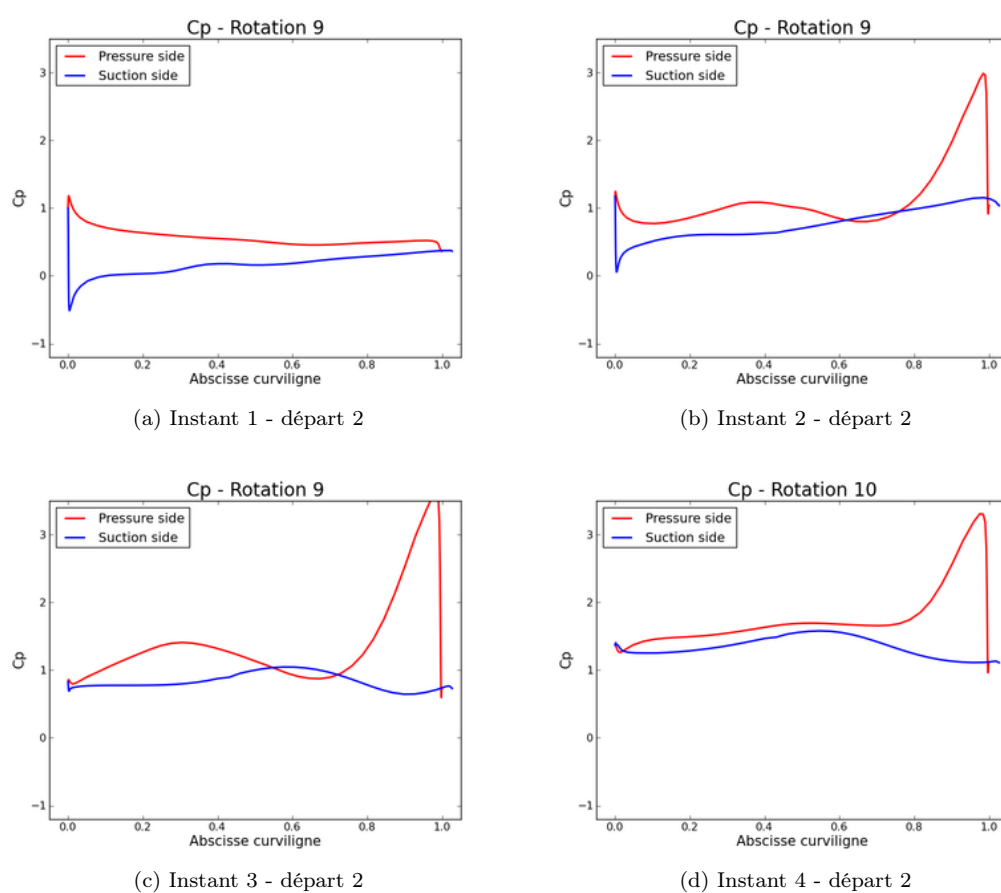 Cp - Rotation 9
Pressure side
Suction side
3
2
1
0
−1
Cp
0.0 0.2 0.4 0.6 0.8 1.0
Abscisse curviligne
(a) Instant 1 - départ 2
Cp - Rotation 9
Pressure side
Suction side
3
2
1
0
−1
Cp
0.0 0.2 0.4 0.6 0.8 1.0
Abscisse curviligne
(b) Instant 2 - départ 2
Cp - Rotation 9
Pressure side
Suction side
3
2
1
0
−1
Cp
0.0 0.2 0.4 0.6 0.8 1.0
Abscisse curviligne
(c) Instant 3 - départ 2
Cp - Rotation 10
Pressure side
Suction side
3
2
1
0
−1
Cp
0.0 0.2 0.4 0.6 0.8 1.0
Abscisse curviligne
(d) Instant 4 - départ 2